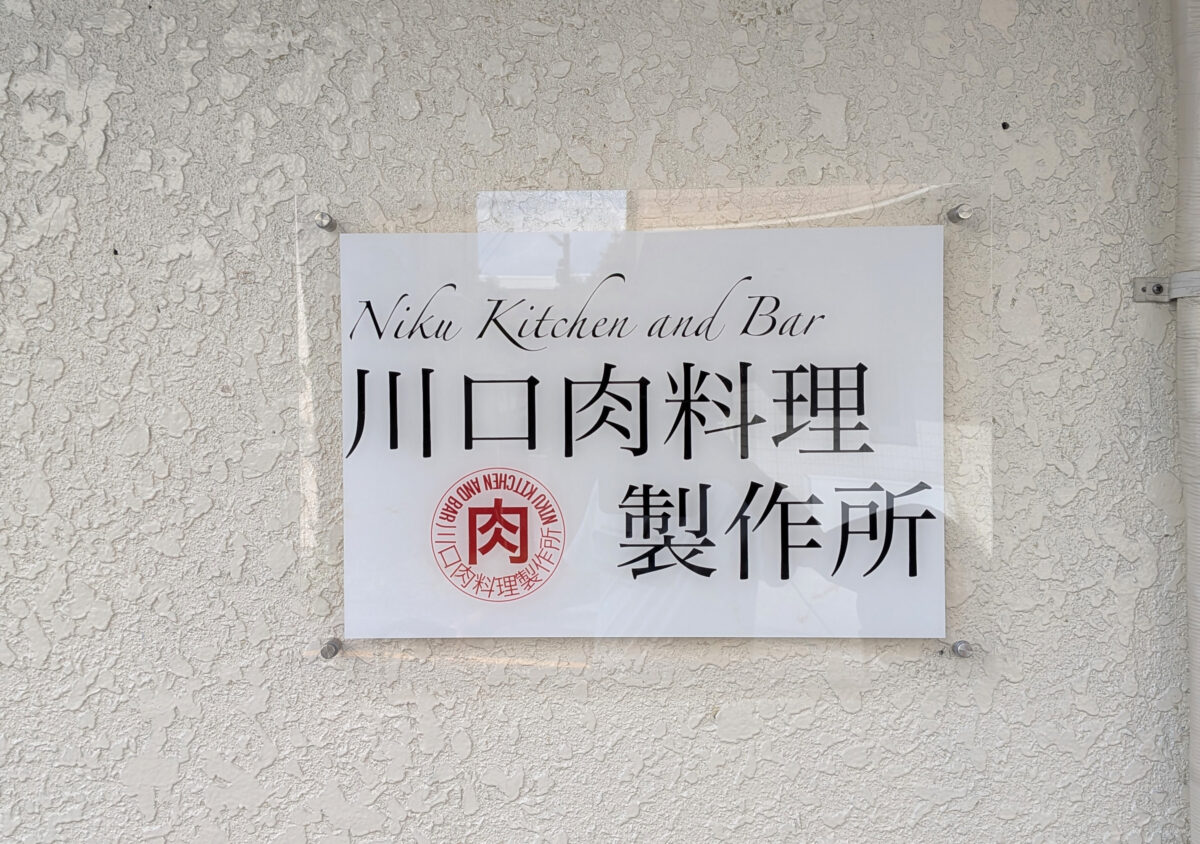 Niku Kitchen and Bar
川口肉料理
製作所
NIKU KITCHEN AND BAR
肉
川口肉料理製作所